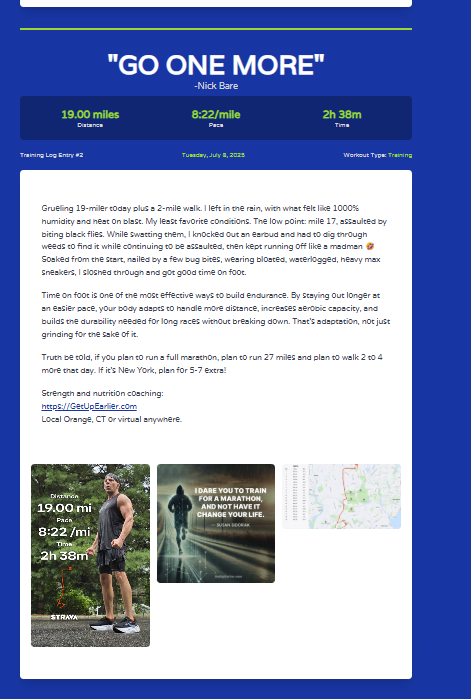 "GO ONE MORE"
-Nick Bare
19.00 miles
Distance
8:22/mile
Pace
2h 38m
Time
Training Log Entry #2
Tuesday, July 8, 2025
Workout Type: Training
Grueling 19-miler today plus a 2-mile walk. I left in the rain, with what felt like 1000%
humidity and heat on blast. My least favorite conditions. The low point: mile 17, assaulted by
biting black flies. While swatting them, I knocked out an earbud and had to dig through
weeds to find it while continuing to be assaulted, then kept running off like a madman 🤣
Soaked from the start, nailed by a few bug bites, wearing bloated, waterlogged, heavy max
sneakers, I sloshed through and got good time on foot.
Time on foot is one of the most effective ways to build endurance. By staying out longer at
an easier pace, your body adapts to handle more distance, increases aerobic capacity, and
builds the durability needed for long races without breaking down. That's adaptation, not just
grinding for the sake of it.
Truth be told, if you plan to run a full marathon, plan to run 27 miles and plan to walk 2 to 4
more that day. If it's New York, plan for 5-7 extra!
Strength and nutrition coaching:
https://GetUpEarlier.com
Local Orange, CT or virtual anywhere.
Distance
19.00 mi
Pace
8:22 /mi
Time
2h 38m
STRAVA
I DARE YOU TO TRAIN
FOR A MARATHON,
AND NOT HAVE IT
CHANGE YOUR LIFE.